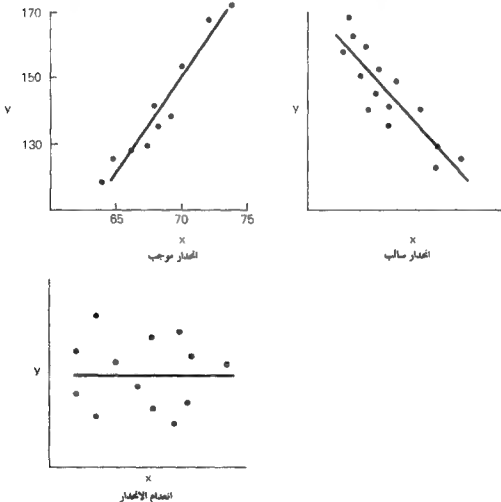 170
150
130
y
65 70 75
x
انحدار موجب
y
x
انحدار سالب
y
x
انعدام الانحدار